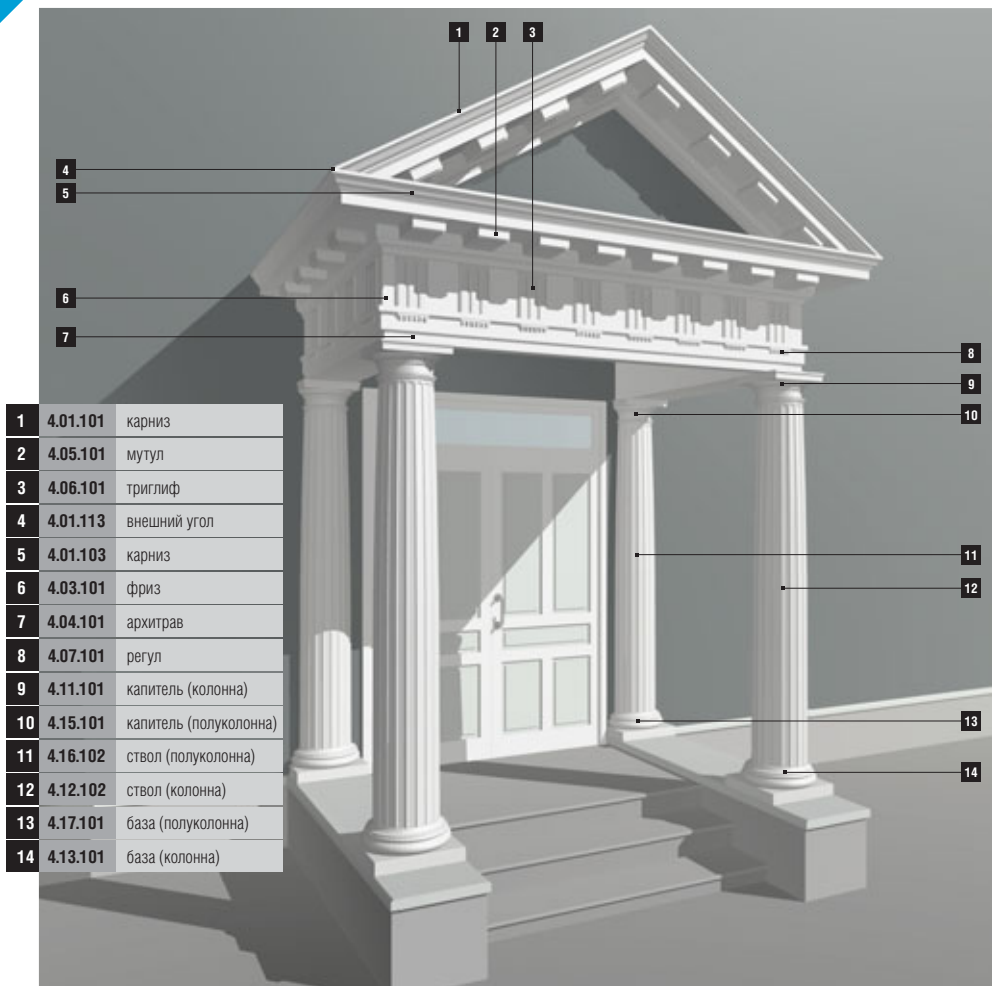 1 2 3
4
5
6
7
8
9
10
11
12
13
14
1 4.01.101 карниз
2 4.05.101 мутул
3 4.06.101 триглиф
4 4.01.113 внешний угол
5 4.01.103 карниз
6 4.03.101 фриз
7 4.04.101 архитрав
8 4.07.101 регул
9 4.11.101 капитель (колонна)
10 4.15.101 капитель (полуколонна)
11 4.16.102 ствол (полуколонна)
12 4.12.102 ствол (колонна)
13 4.17.101 база (полуколонна)
14 4.13.101 база (колонна)